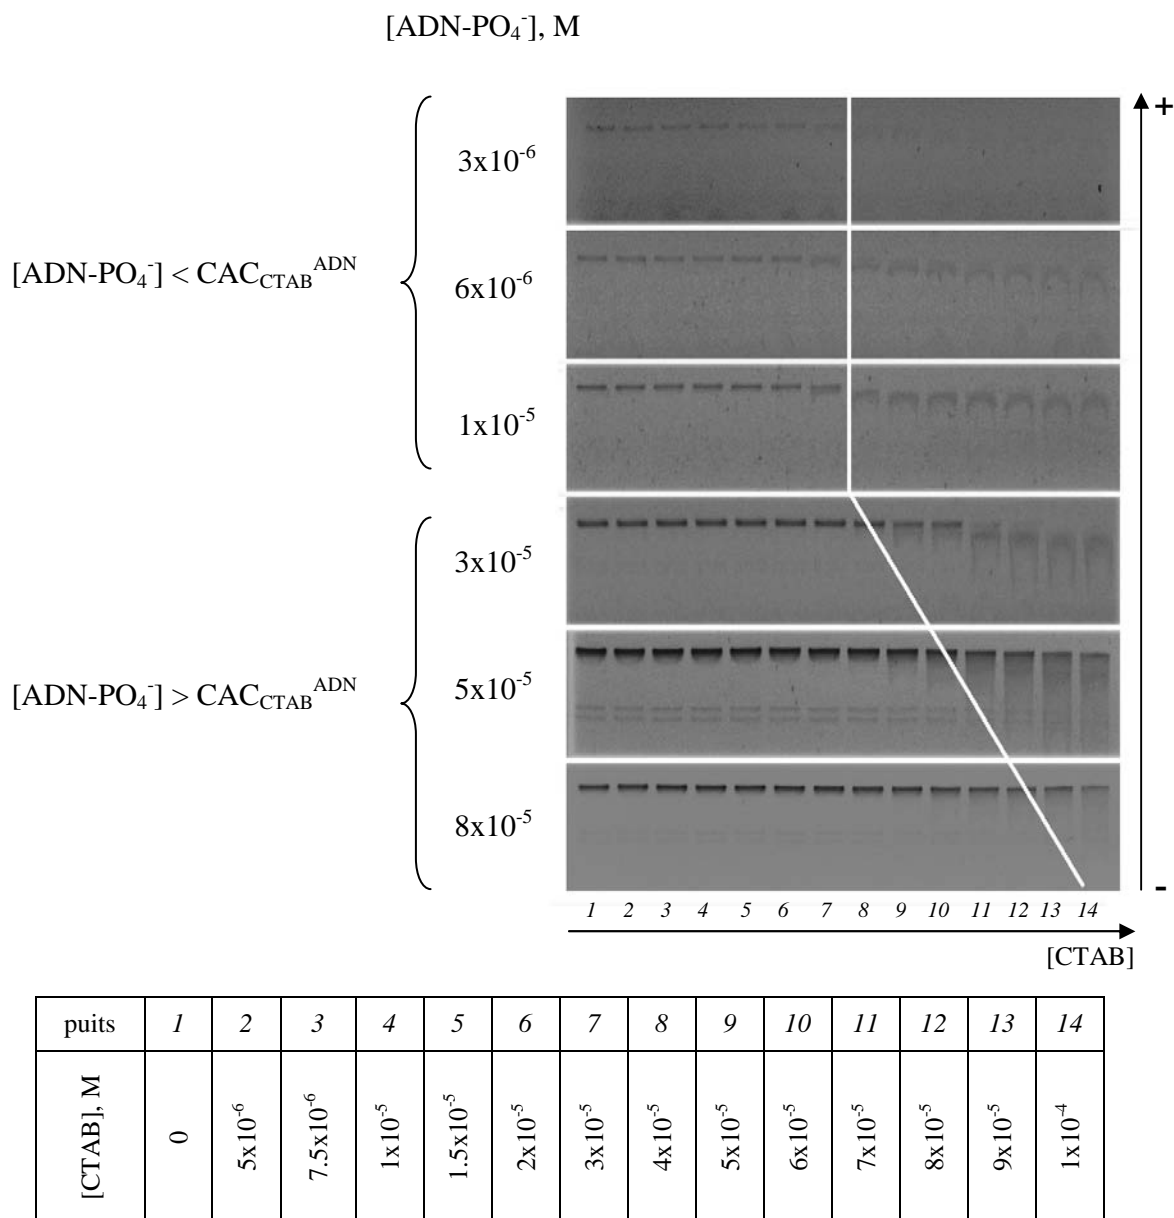 [ADN-PO₄⁻], M
+
3x10⁻⁶
[ADN-PO₄⁻] < CAC_CTAB^ADN
6x10⁻⁶
1x10⁻⁵
3x10⁻⁵
[ADN-PO₄⁻] > CAC_CTAB^ADN
5x10⁻⁵
8x10⁻⁵
-
1 2 3 4 5 6 7 8 9 10 11 12 13 14
[CTAB]
puits 1 2 3 4 5 6 7 8 9 10 11 12 13 14
[CTAB], M 0 5x10⁻⁶ 7.5x10⁻⁶ 1x10⁻⁵ 1.5x10⁻⁵ 2x10⁻⁵ 3x10⁻⁵ 4x10⁻⁵ 5x10⁻⁵ 6x10⁻⁵ 7x10⁻⁵ 8x10⁻⁵ 9x10⁻⁵ 1x10⁻⁴